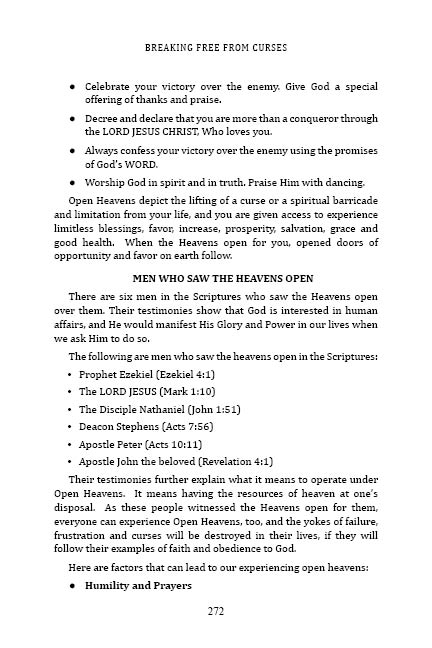 BREAKING FREE FROM CURSES
● Celebrate your victory over the enemy. Give God a special
offering of thanks and praise.
● Decree and declare that you are more than a conqueror through
the LORD JESUS CHRIST, Who loves you.
● Always confess your victory over the enemy using the promises
of God's WORD.
● Worship God in spirit and in truth. Praise Him with dancing.
Open Heavens depict the lifting of a curse or a spiritual barricade
and limitation from your life, and you are given access to experience
limitless blessings, favor, increase, prosperity, salvation, grace and
good health. When the Heavens open for you, opened doors of
opportunity and favor on earth follow.
MEN WHO SAW THE HEAVENS OPEN
There are six men in the Scriptures who saw the Heavens open
over them. Their testimonies show that God is interested in human
affairs, and He would manifest His Glory and Power in our lives when
we ask Him to do so.
The following are men who saw the heavens open in the Scriptures:
• Prophet Ezekiel (Ezekiel 4:1)
• The LORD JESUS (Mark 1:10)
• The Disciple Nathaniel (John 1:51)
• Deacon Stephens (Acts 7:56)
• Apostle Peter (Acts 10:11)
• Apostle John the beloved (Revelation 4:1)
Their testimonies further explain what it means to operate under
Open Heavens. It means having the resources of heaven at one's
disposal. As these people witnessed the Heavens open for them,
everyone can experience Open Heavens, too, and the yokes of failure,
frustration and curses will be destroyed in their lives, if they will
follow their examples of faith and obedience to God.
Here are factors that can lead to our experiencing open heavens:
● Humility and Prayers
272